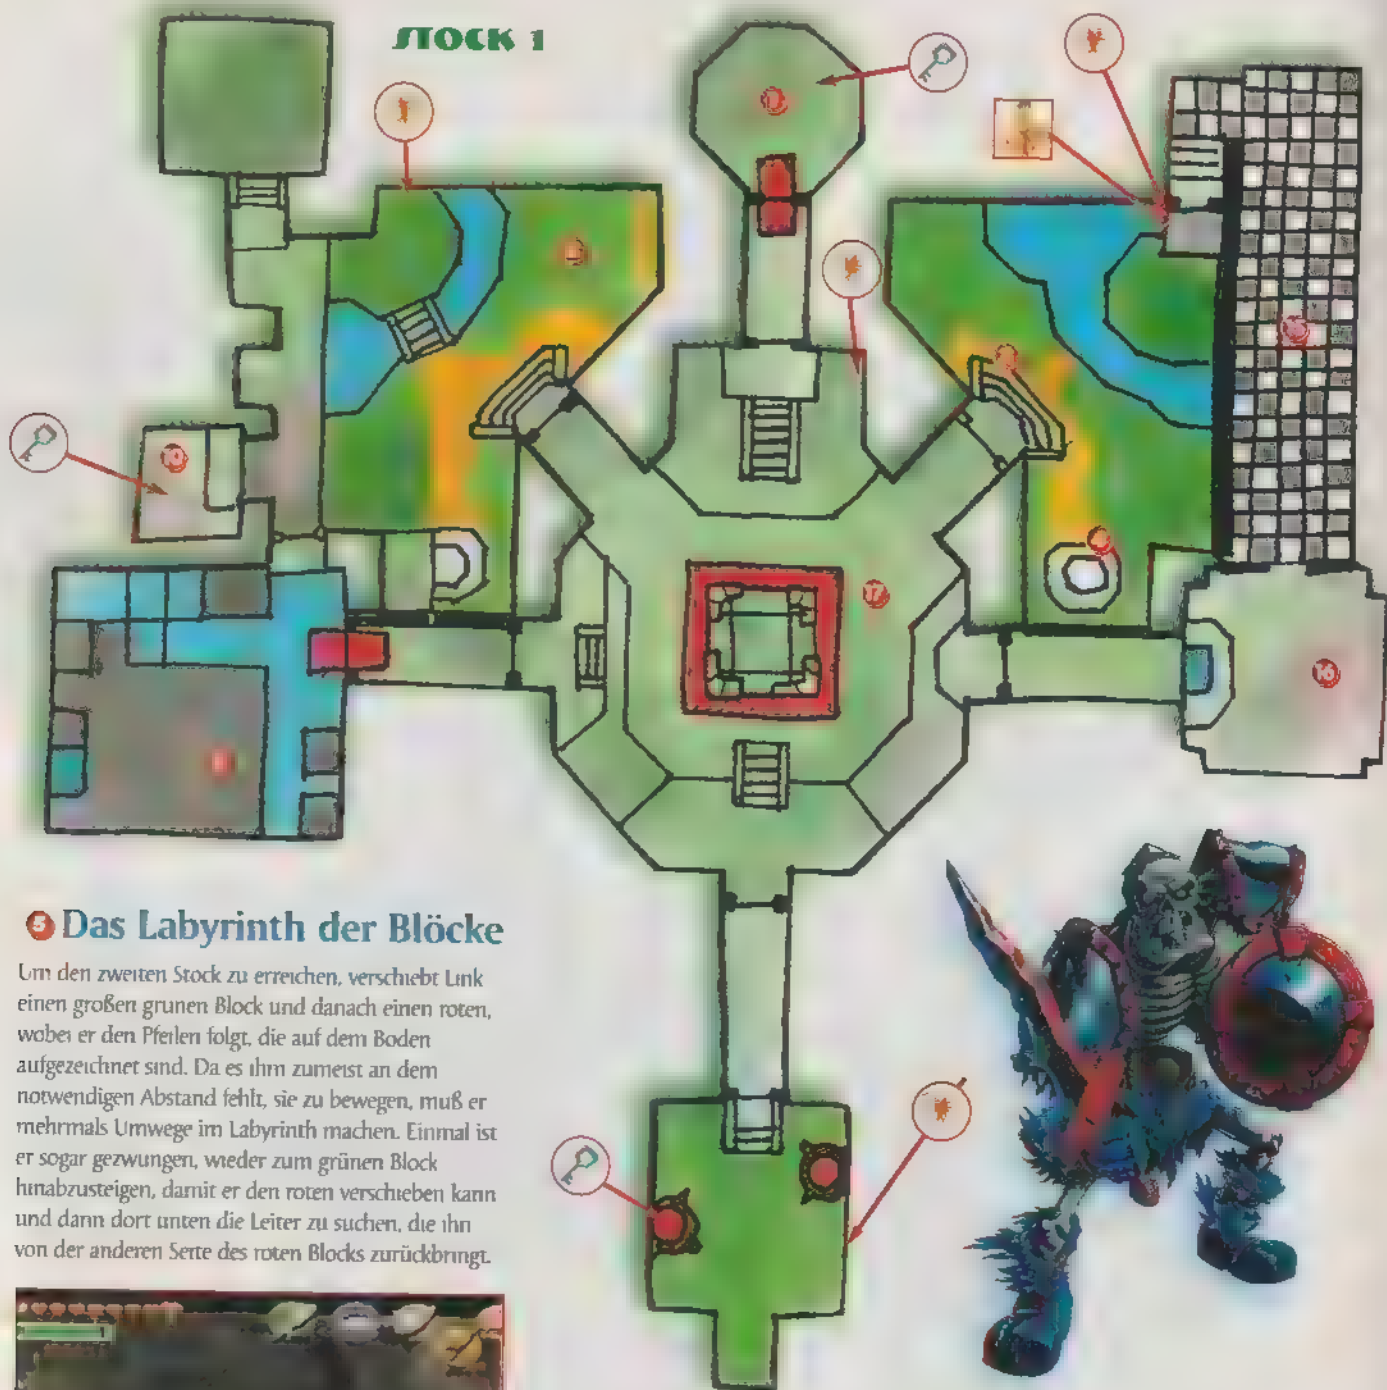 STOCK 1
17
16
5 Das Labyrinth der Blöcke
Um den zweiten Stock zu erreichen, verschiebt Link
einen großen grunen Block und danach einen roten,
wobei er den Pfeilen folgt, die auf dem Boden
aufgezeichnet sind. Da es ihm zumeist an dem
notwendigen Abstand fehlt, sie zu bewegen, muß er
mehrmals Umwege im Labyrinth machen. Einmal ist
er sogar gezwungen, wieder zum grünen Block
hinabzusteigen, damit er den roten verschieben kann
und dann dort unten die Leiter zu suchen, die ihn
von der anderen Seite des roten Blocks zurückbringt.